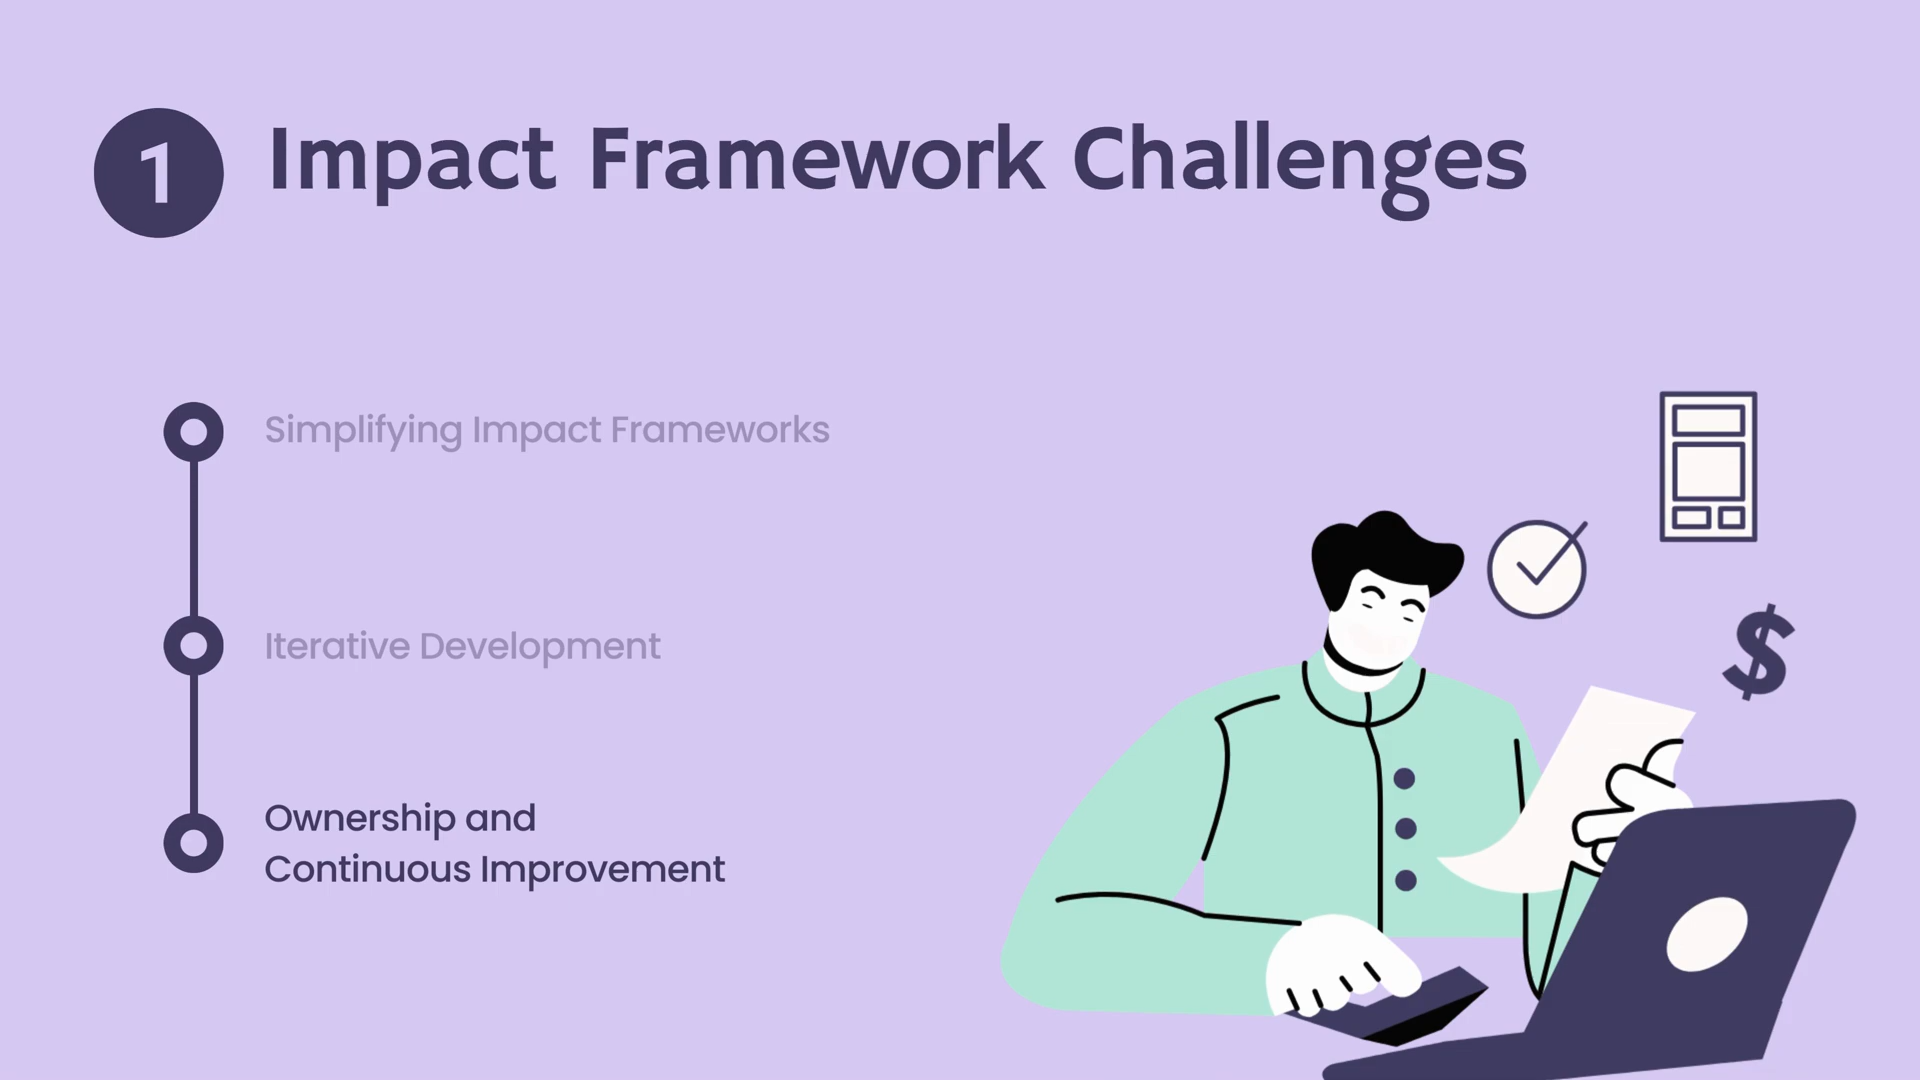 1
Impact Framework Challenges
Simplifying Impact Frameworks
Iterative Development
Ownership and
Continuous Improvement
$